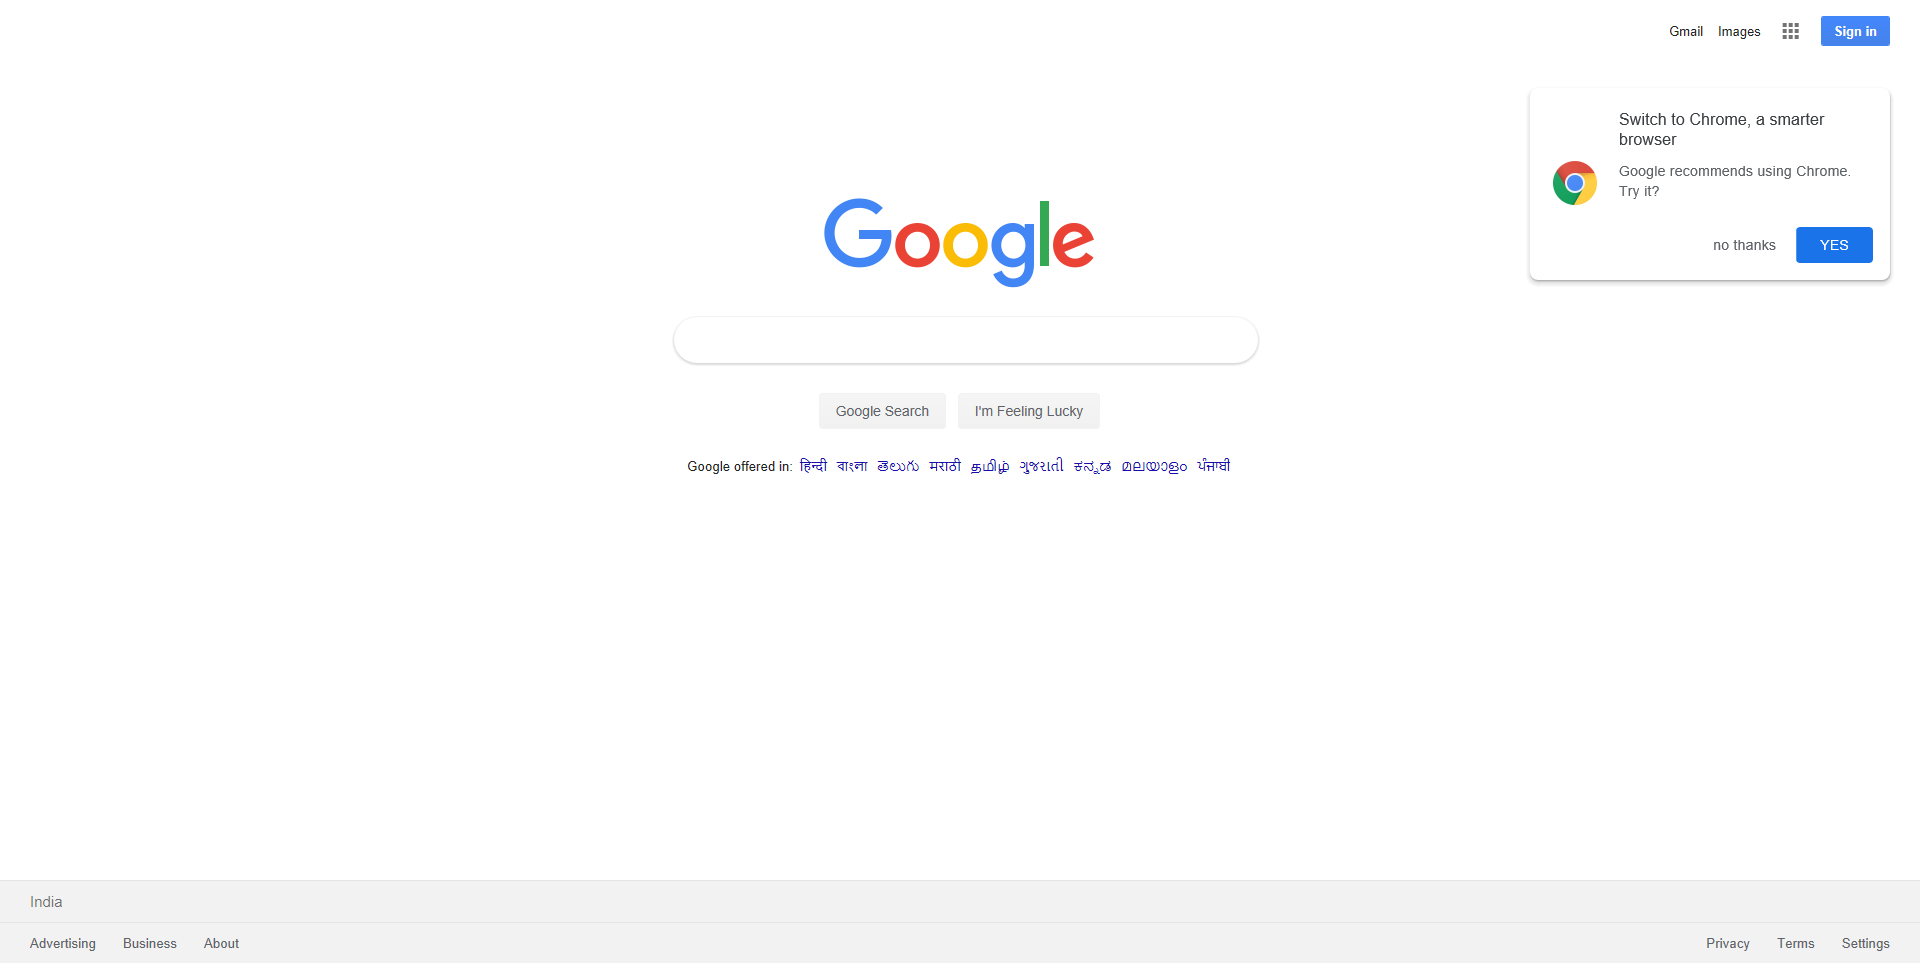 Gmail Images Sign in
Switch to Chrome, a smarter
browser
Google recommends using Chrome.
Try it?
no thanks YES
Google
Google Search I'm Feeling Lucky
Google offered in: हिन्दी বাংলা తెలుగు मराठी தமிழ் ગુજરાતી ಕನ್ನಡ മലയാളം ਪੰਜਾਬੀ
India
Advertising Business About Privacy Terms Settings